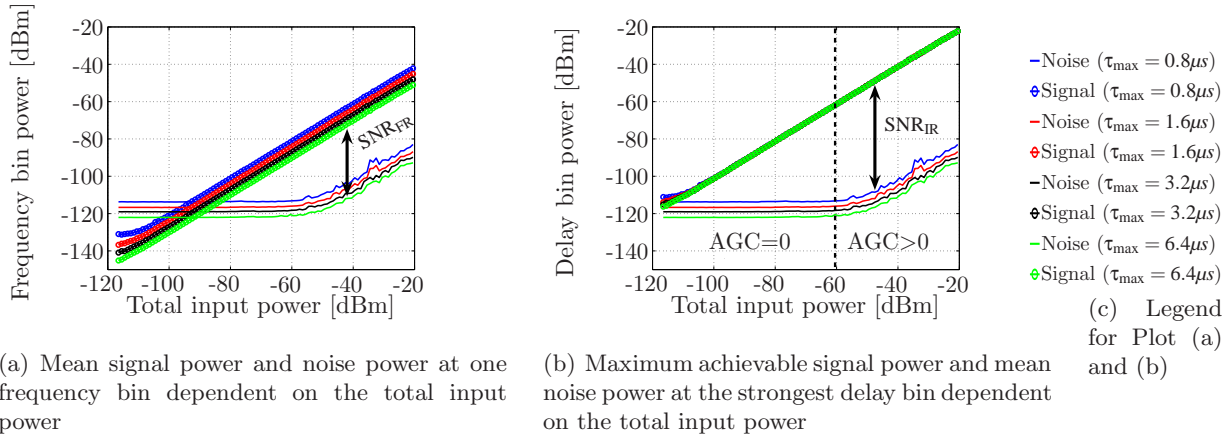 Frequency bin power [dBm]
-20
-40
-60
-80
-100
-120
-140
SNR_FR
-120 -100 -80 -60 -40 -20
Total input power [dBm]
Delay bin power [dBm]
-20
-40
-60
-80
-100
-120
-140
SNR_IR
AGC=0
AGC>0
-120 -100 -80 -60 -40 -20
Total input power [dBm]
Noise (τmax = 0.8μs)
Signal (τmax = 0.8μs)
Noise (τmax = 1.6μs)
Signal (τmax = 1.6μs)
Noise (τmax = 3.2μs)
Signal (τmax = 3.2μs)
Noise (τmax = 6.4μs)
Signal (τmax = 6.4μs)
(c) Legend
for Plot (a)
and (b)
(a) Mean signal power and noise power at one
frequency bin dependent on the total input
power
(b) Maximum achievable signal power and mean
noise power at the strongest delay bin dependent
on the total input power